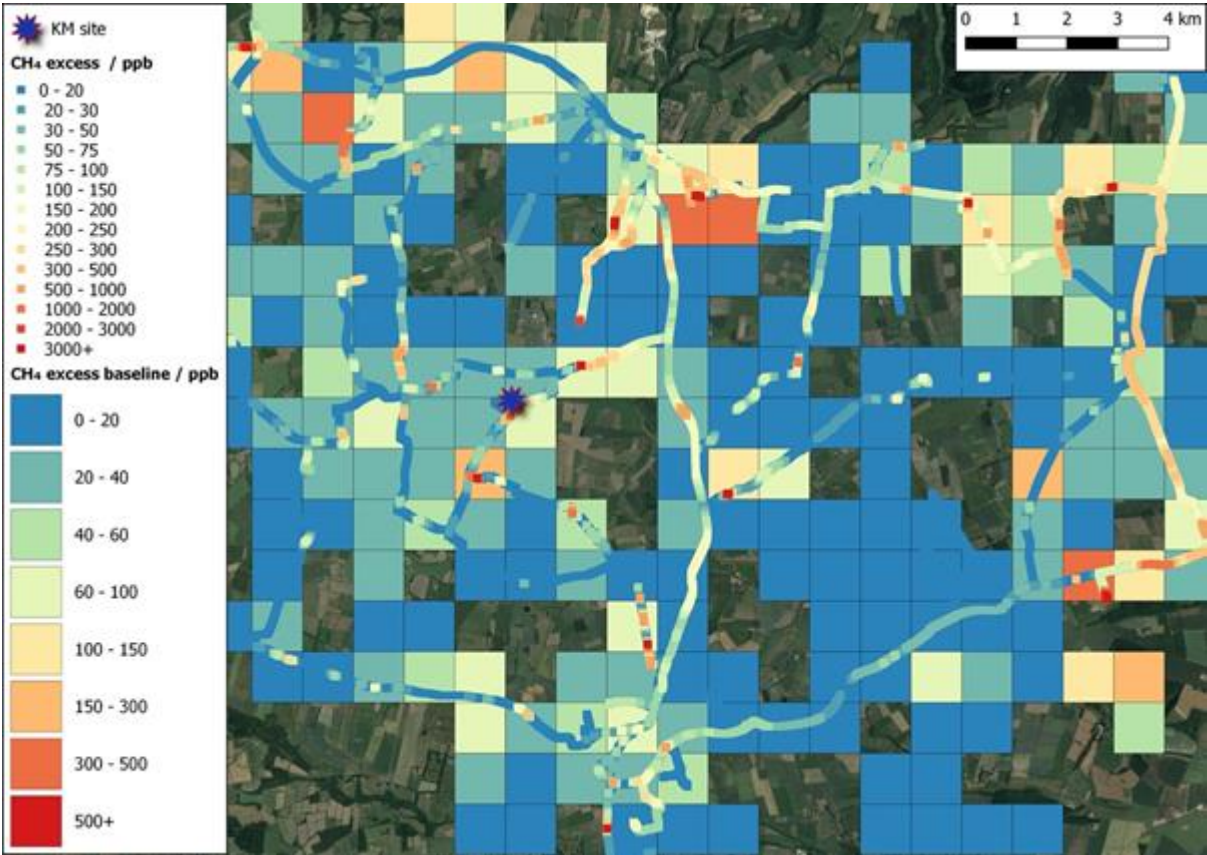 KM site
CH₄ excess / ppb
0 - 20
20 - 30
30 - 50
50 - 75
75 - 100
100 - 150
150 - 200
200 - 250
250 - 300
300 - 500
500 - 1000
1000 - 2000
2000 - 3000
3000+
CH₄ excess baseline / ppb
0 - 20
20 - 40
40 - 60
60 - 100
100 - 150
150 - 300
300 - 500
500+
0 1 2 3 4 km